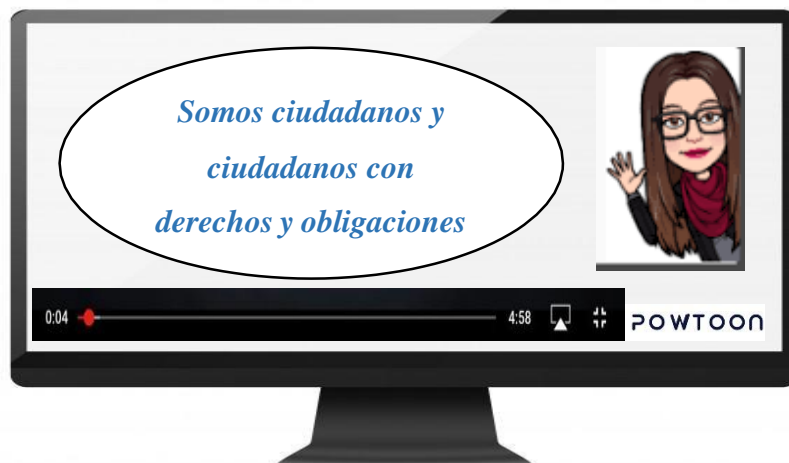 Somos ciudadanos y
ciudadanos con
derechos y obligaciones
0:04
4:58
POWTOON